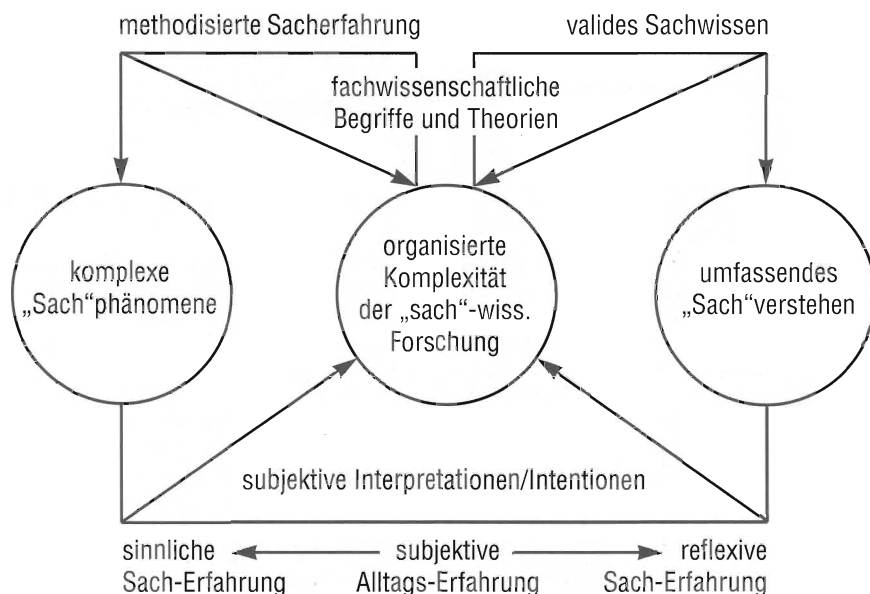 methodisierte Sacherfahrung
valides Sachwissen
fachwissenschaftliche
Begriffe und Theorien
komplexe
„Sach“phänomene
organisierte
Komplexität
der „sach“-wiss.
Forschung
umfassendes
„Sach“verstehen
subjektive Interpretationen/Intentionen
sinnliche
Sach-Erfahrung
subjektive
Alltags-Erfahrung
reflexive
Sach-Erfahrung